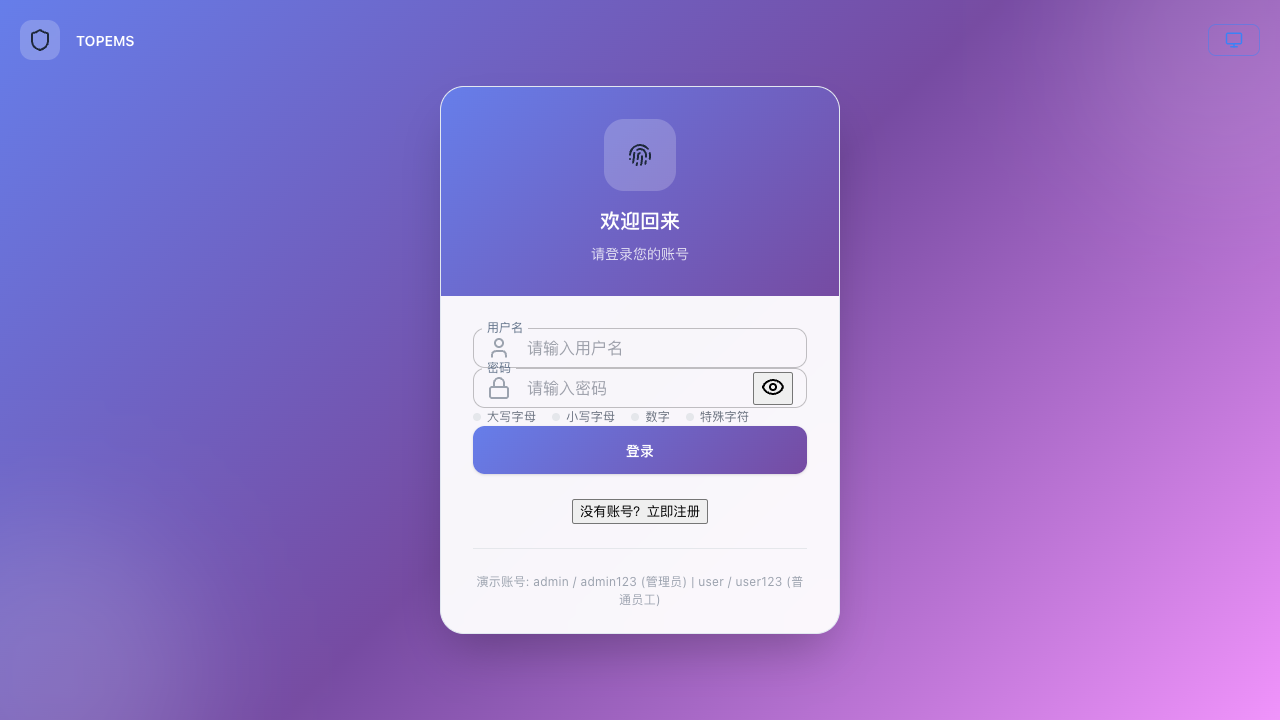 TOPEMS
欢迎回来
请登录您的账号
用户名
请输入用户名
密码
请输入密码
大写字母 小写字母 数字 特殊字符
登录
没有账号？立即注册
演示账号: admin / admin123 (管理员) | user / user123 (普
通员工)